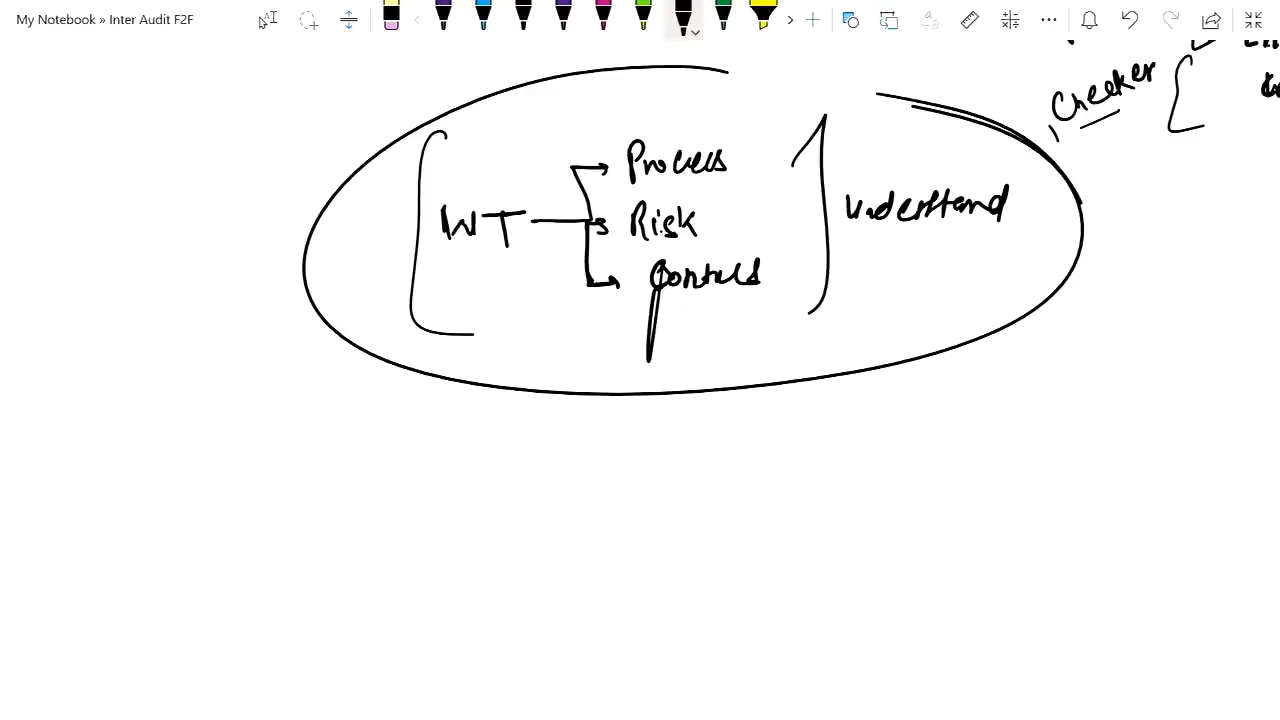 My Notebook » Inter Audit F2F
Checker
Process
WT
Risk
Understand
Controls